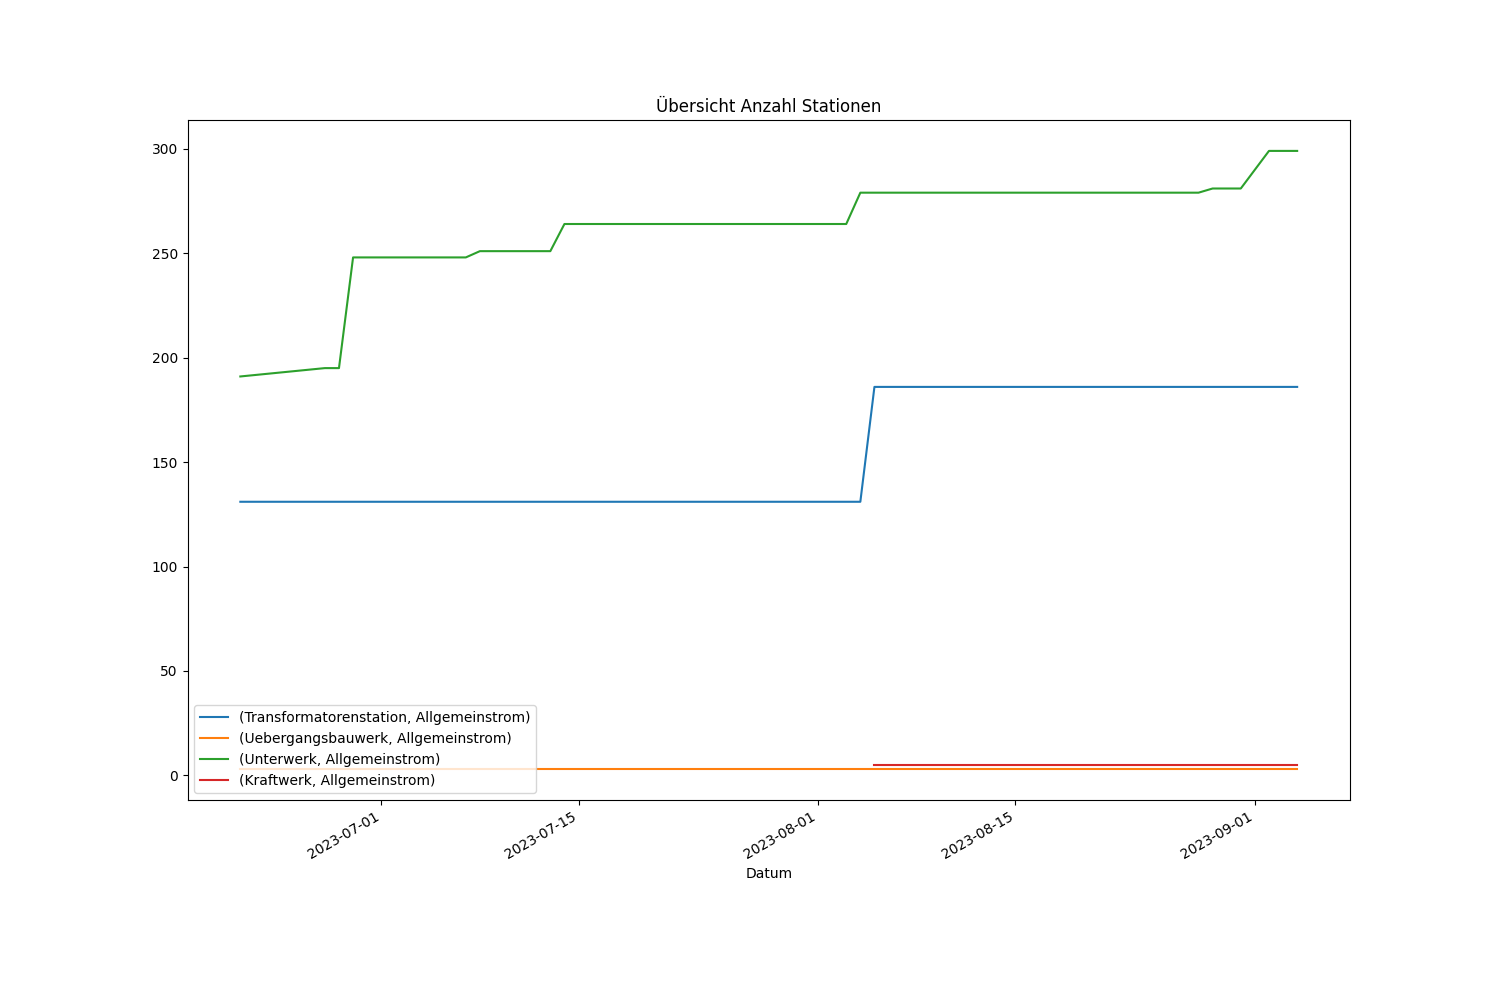 Übersicht Anzahl Stationen
300
250
200
150
100
50
0
(Transformatorenstation, Allgemeinstrom)
(Uebergangsbauwerk, Allgemeinstrom)
(Unterwerk, Allgemeinstrom)
(Kraftwerk, Allgemeinstrom)
2023-07-01
2023-07-15
2023-08-01
2023-08-15
2023-09-01
Datum